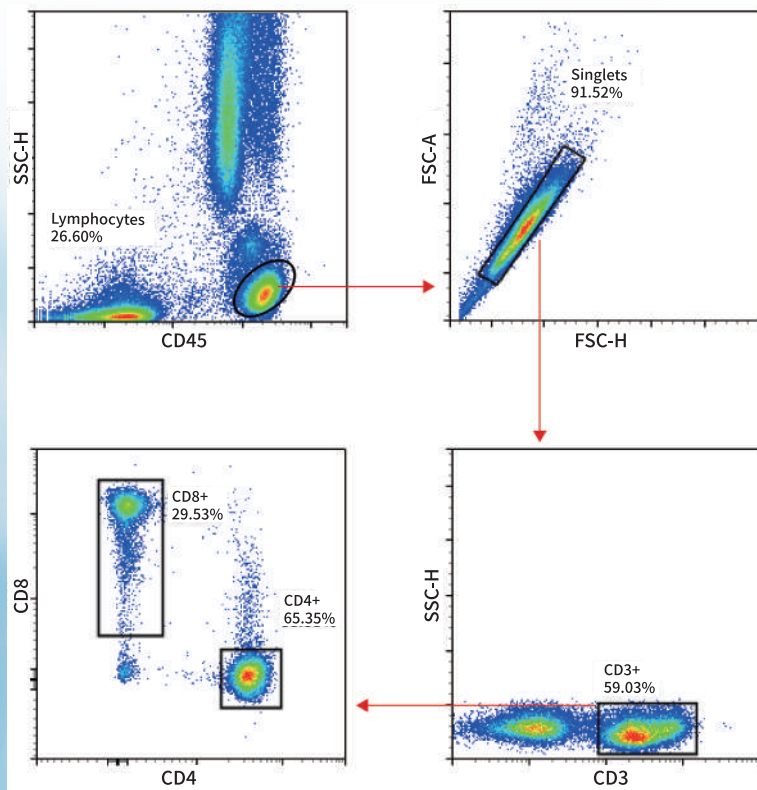 SSC-H
Lymphocytes
26.60%
CD45
FSC-A
Singlets
91.52%
FSC-H
CD8
CD8+
29.53%
CD4+
65.35%
CD4
SSC-H
CD3+
59.03%
CD3